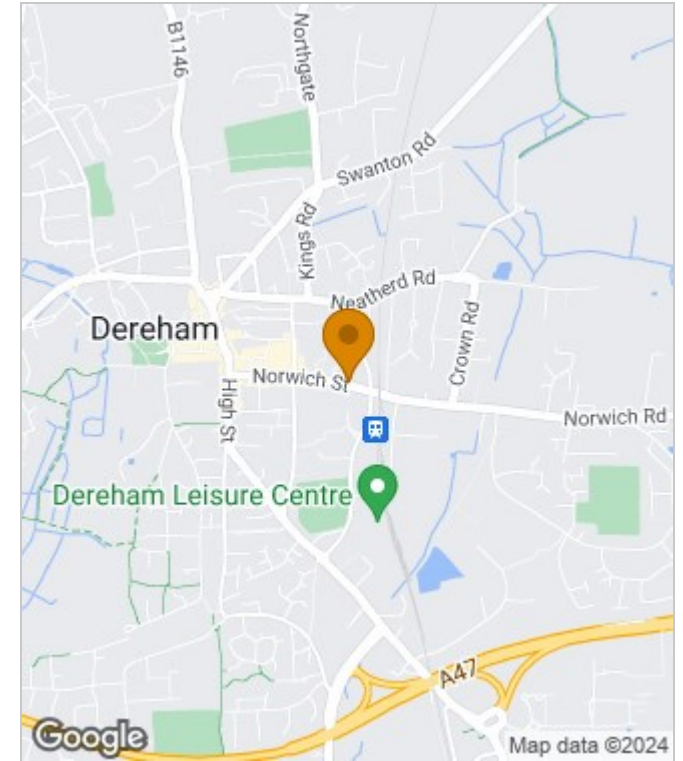 B1146
Northgate
Swanton Rd
Kings Rd
Neatherd Rd
Dereham
Crown Rd
Norwich St
High St
Norwich Rd
Dereham Leisure Centre
A47
Google
Map data ©2024